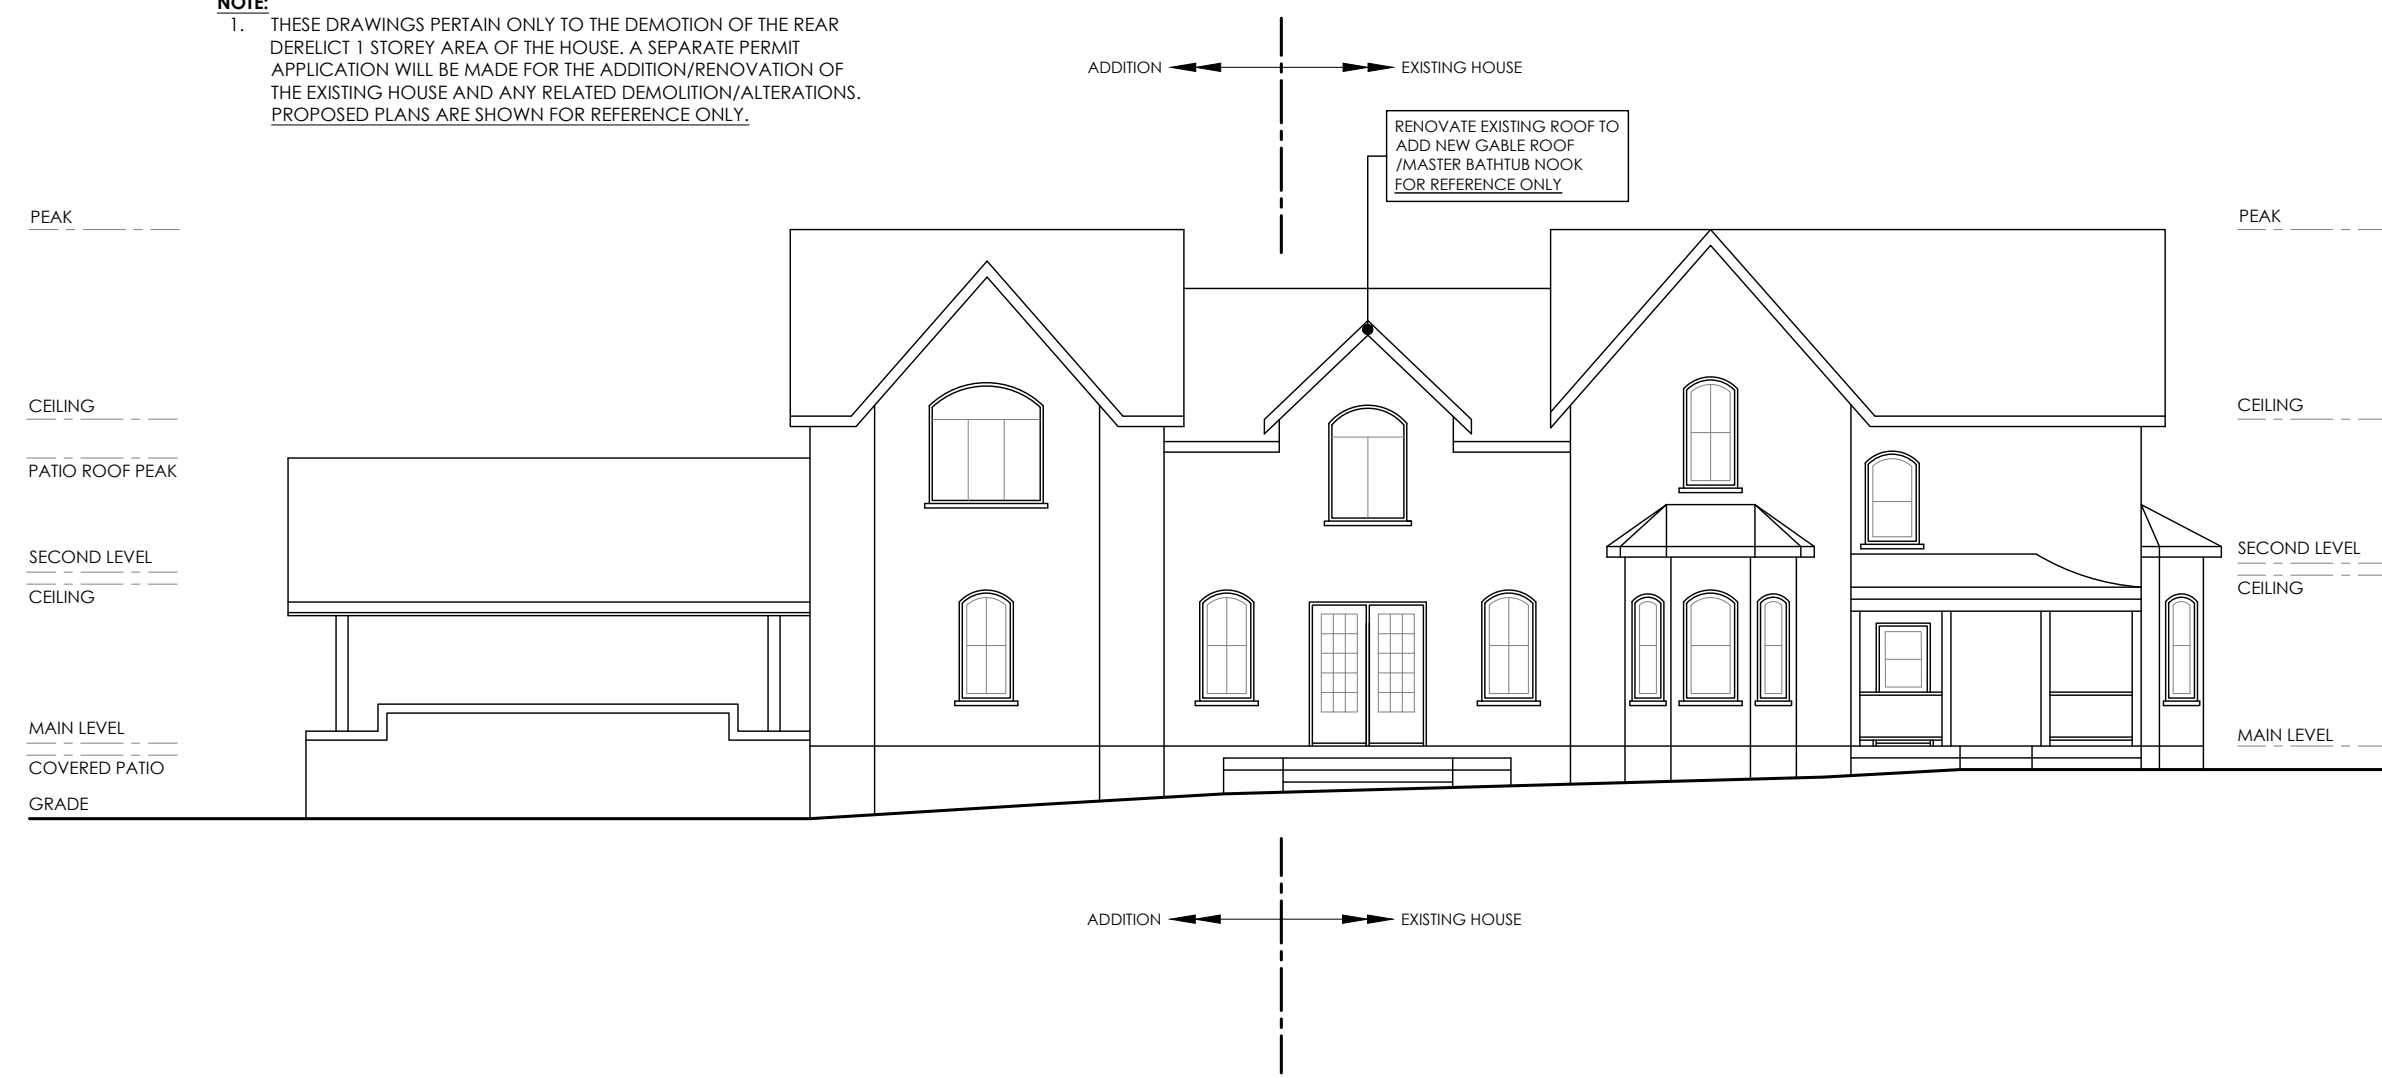 NOTE:
1. THESE DRAWINGS PERTAIN ONLY TO THE DEMOTION OF THE REAR
DERELICT 1 STOREY AREA OF THE HOUSE. A SEPARATE PERMIT
APPLICATION WILL BE MADE FOR THE ADDITION/RENOVATION OF
THE EXISTING HOUSE AND ANY RELATED DEMOLITION/ALTERATIONS.
PROPOSED PLANS ARE SHOWN FOR REFERENCE ONLY.
ADDITION
EXISTING HOUSE
RENOVATE EXISTING ROOF TO
ADD NEW GABLE ROOF
/MASTER BATHTUB NOOK
FOR REFERENCE ONLY
PEAK
CEILING
PATIO ROOF PEAK
SECOND LEVEL
CEILING
MAIN LEVEL
COVERED PATIO
GRADE
PEAK
CEILING
SECOND LEVEL
CEILING
MAIN LEVEL
ADDITION
EXISTING HOUSE